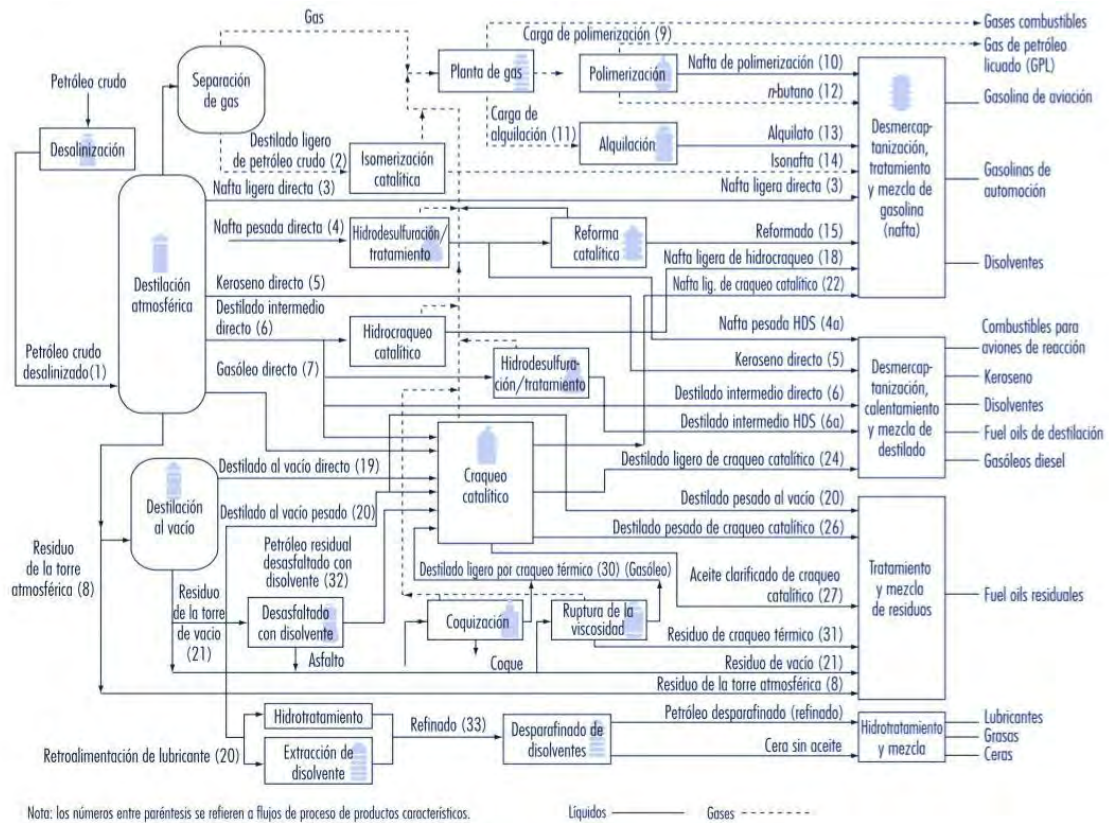 Gas
Gases combustibles
Carga de polimerización (9)
Gas de petróleo
licuado (GPL)
Petróleo crudo
Separación
de gas
Planta de gas
Polimerización
Nafta de polimerización (10)
n-butano (12)
Gasolina de aviación
Desalinización
Carga de
alquilación (11)
Destilado ligero
de petróleo crudo (2)
Isomerización
catalítica
Alquilación
Alquilato (13)
Isonafta (14)
Desmercap-
tanización,
tratamiento
y mezcla de
gasolina
(nafta)
Gasolinas de
automoción
Nafta ligera directa (3)
Nafta ligera directa (3)
Nafta pesada directa (4)
Hidrodesulfuración/
tratamiento
Reforma
catalítica
Reformado (15)
Nafta ligera de hidrocraqueo (18)
Disolventes
Destilación
atmosférica
Keroseno directo (5)
Nafta lig. de craqueo catalítico (22)
Destilado intermedio
directo (6)
Hidrocraqueo
catalítico
Nafta pesada HDS (4a)
Combustibles para
aviones de reacción
Petróleo crudo
desalinizado(1)
Gasóleo directo (7)
Hidrodesulfu-
ración/tratamiento
Keroseno directo (5)
Destilado intermedio directo (6)
Destilado intermedio HDS (6a)
Desmercap-
tanización,
calentamiento
y mezcla de
destilado
Keroseno
Disolventes
Fuel oils de destilación
Gasóleos diesel
Destilado al vacío directo (19)
Craqueo
catalítico
Destilado ligero de craqueo catalítico (24)
Destilación
al vacío
Destilado al vacío pesado (20)
Destilado pesado al vacío (20)
Destilado pesado de craqueo catalítico (26)
Residuo
de la torre
atmosférica (8)
Petróleo residual
desasfaltado con
disolvente (32)
Destilado ligero por craqueo térmico (30) (Gasóleo)
Aceite clarificado de craqueo
catalítico (27)
Tratamiento
y mezcla
de residuos
Fuel oils residuales
Residuo
de la torre
de vacio
(21)
Desasfaltado
con disolvente
Coquización
Ruptura de la
viscosidad
Residuo de craqueo térmico (31)
Asfalto
Coque
Residuo de vacío (21)
Residuo de la torre atmosférica (8)
Hidrotratamiento
Refinado (33)
Retroalimentación de lubricante (20)
Extracción de
disolvente
Desparafinado de
disolventes
Petróleo desparafinado (refinado)
Cera sin aceite
Hidrotratamiento
y mezcla
Lubricantes
Grasas
Ceras
Nota: los números entre paréntesis se refieren a flujos de proceso de productos característicos.
Líquidos
Gases